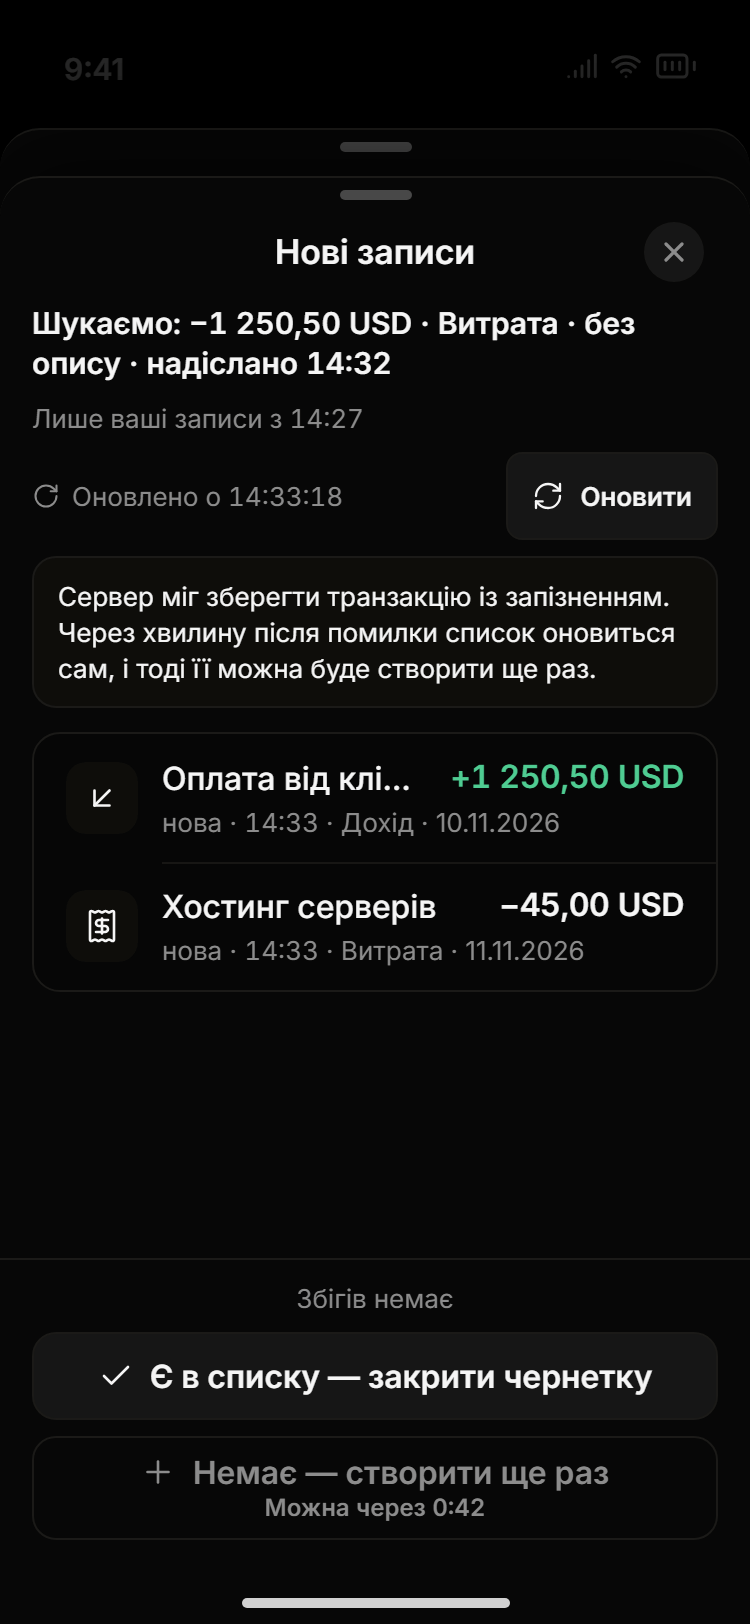 9:41
Нові записи
Шукаємо: −1 250,50 USD · Витрата · без
опису · надіслано 14:32
Лише ваші записи з 14:27
Оновлено о 14:33:18
Оновити
Сервер міг зберегти транзакцію із запізненням.
Через хвилину після помилки список оновиться
сам, і тоді її можна буде створити ще раз.
Оплата від клі... +1 250,50 USD
нова · 14:33 · Дохід · 10.11.2026
Хостинг серверів −45,00 USD
нова · 14:33 · Витрата · 11.11.2026
Збігів немає
Є в списку — закрити чернетку
Немає — створити ще раз
Можна через 0:42